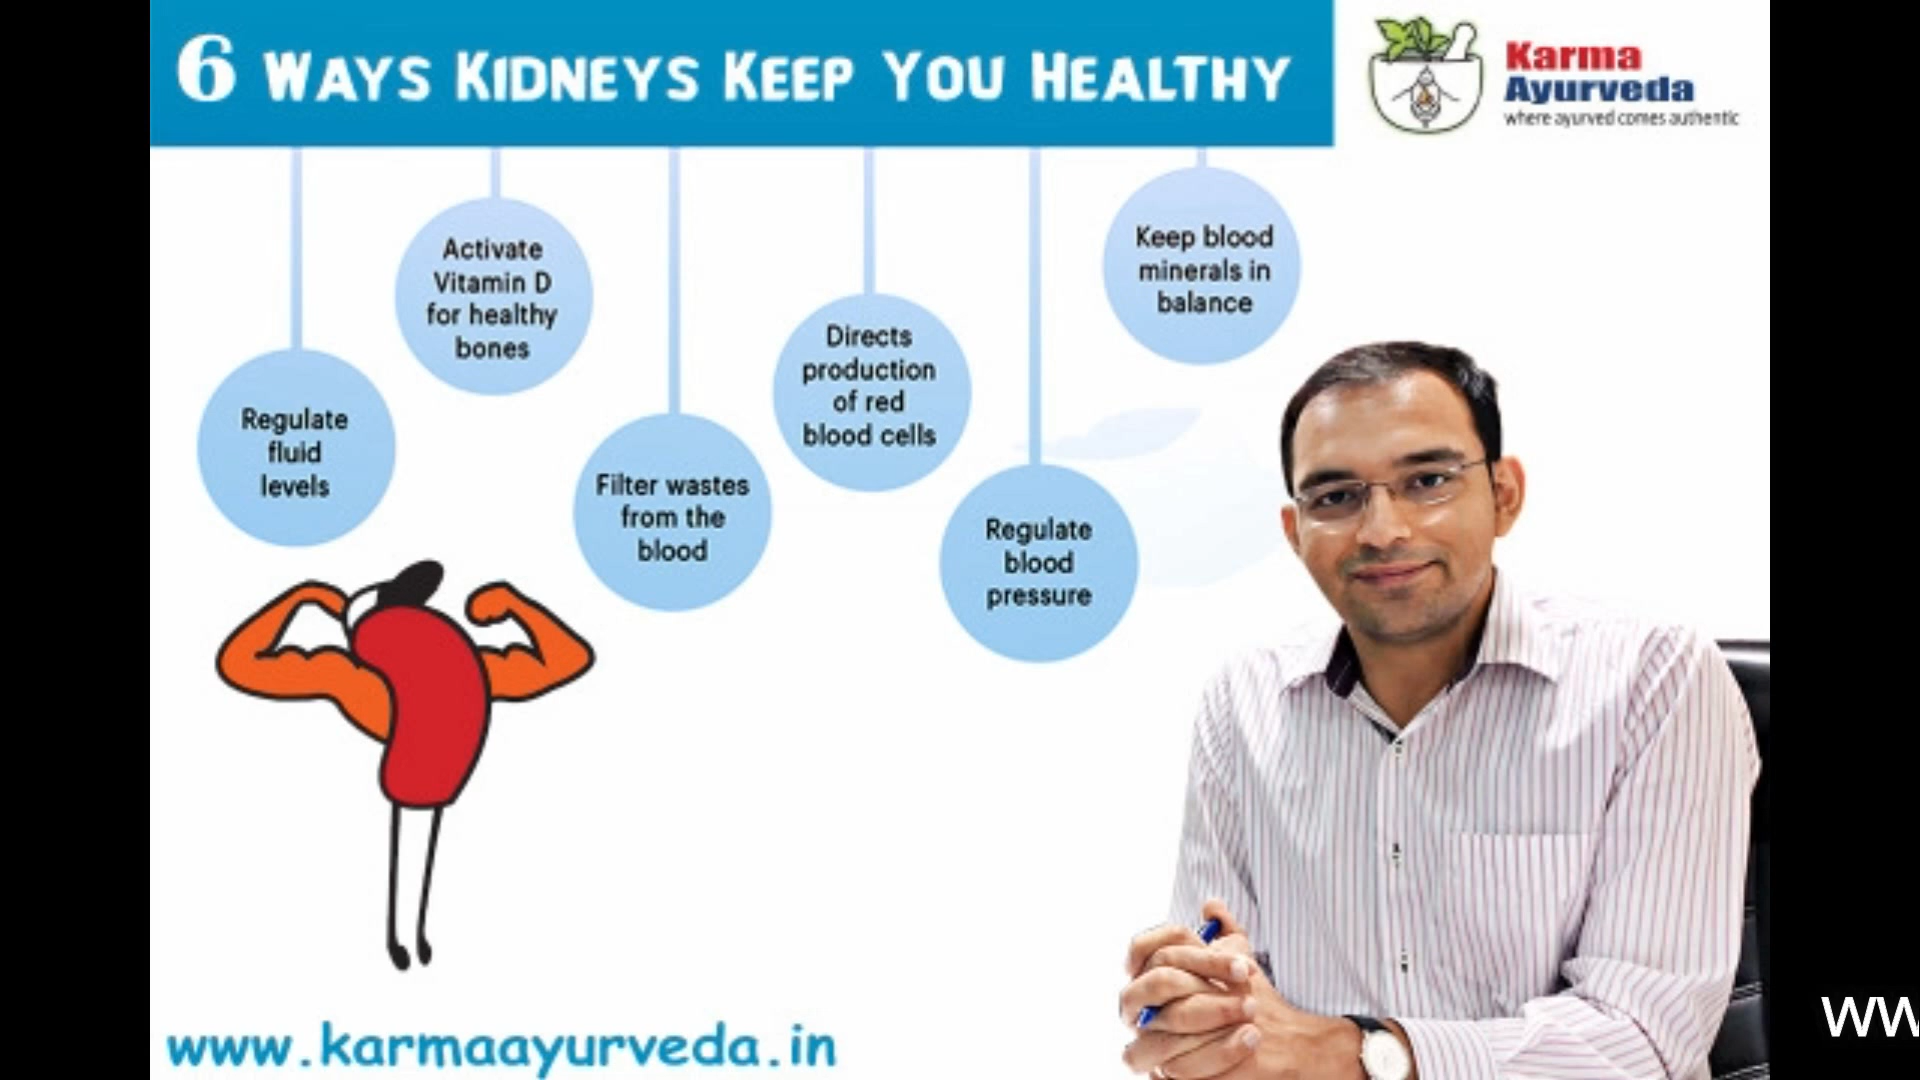 6 WAYS KIDNEYS KEEP YOU HEALTHY
Karma
Ayurveda
where ayurved comes authentic
Regulate
fluid
levels
Activate
Vitamin D
for healthy
bones
Filter wastes
from the
blood
Directs
production
of red
blood cells
Regulate
blood
pressure
Keep blood
minerals in
balance
www.karmaayurveda.in